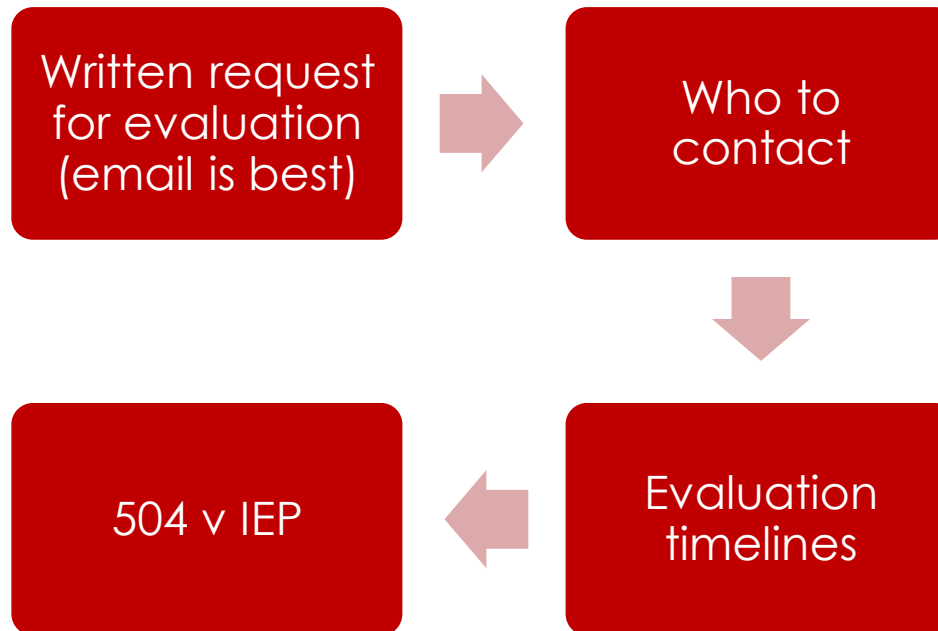 Written request
for evaluation
(email is best)
Who to
contact
Evaluation
timelines
504 v IEP